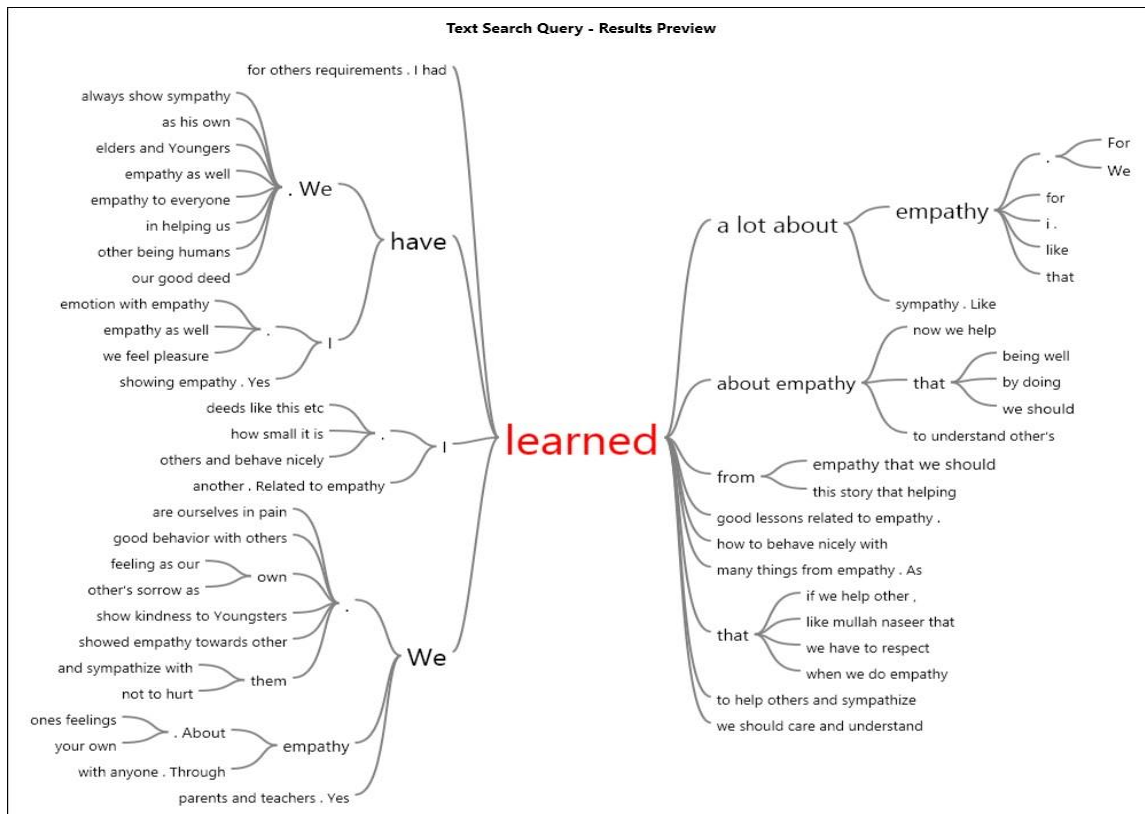 Text Search Query - Results Preview
for others requirements . I had
always show sympathy
as his own
elders and Youngers
empathy as well
empathy to everyone
in helping us
other being humans
our good deed
. We
have
emotion with empathy
empathy as well
we feel pleasure
.
showing empathy . Yes
I
deeds like this etc
how small it is
others and behave nicely
.
another . Related to empathy
I
are ourselves in pain
good behavior with others
feeling as our
other's sorrow as
own
show kindness to Youngsters
showed empathy towards other
and sympathize with
not to hurt
them
.
We
ones feelings
your own
. About
with anyone . Through
empathy
parents and teachers . Yes
learned
a lot about
empathy
.
For
We
for
i .
like
that
sympathy . Like
about empathy
now we help
that
being well
by doing
we should
to understand other's
from
empathy that we should
this story that helping
good lessons related to empathy .
how to behave nicely with
many things from empathy . As
that
if we help other ,
like mullah naseer that
we have to respect
when we do empathy
to help others and sympathize
we should care and understand